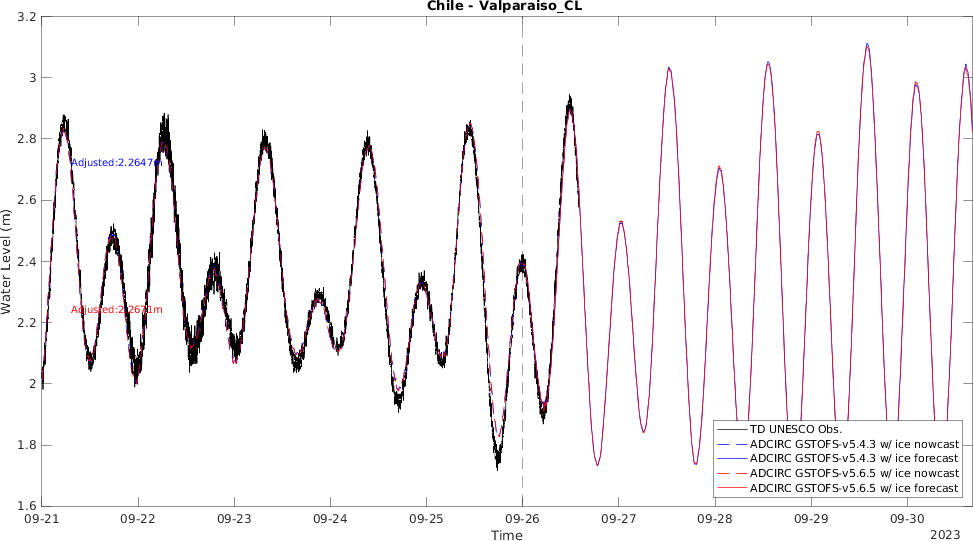 Chile - Valparaiso_CL
3.2
3
2.8
2.6
2.4
2.2
2
1.8
1.6
Water Level (m)
Adjusted:2.2647m
Adjusted:2.2671m
TD UNESCO Obs.
ADCIRC GSTOFS-v5.4.3 w/ ice nowcast
ADCIRC GSTOFS-v5.4.3 w/ ice forecast
ADCIRC GSTOFS-v5.6.5 w/ ice nowcast
ADCIRC GSTOFS-v5.6.5 w/ ice forecast
09-21 09-22 09-23 09-24 09-25 09-26 09-27 09-28 09-29 09-30
Time
2023